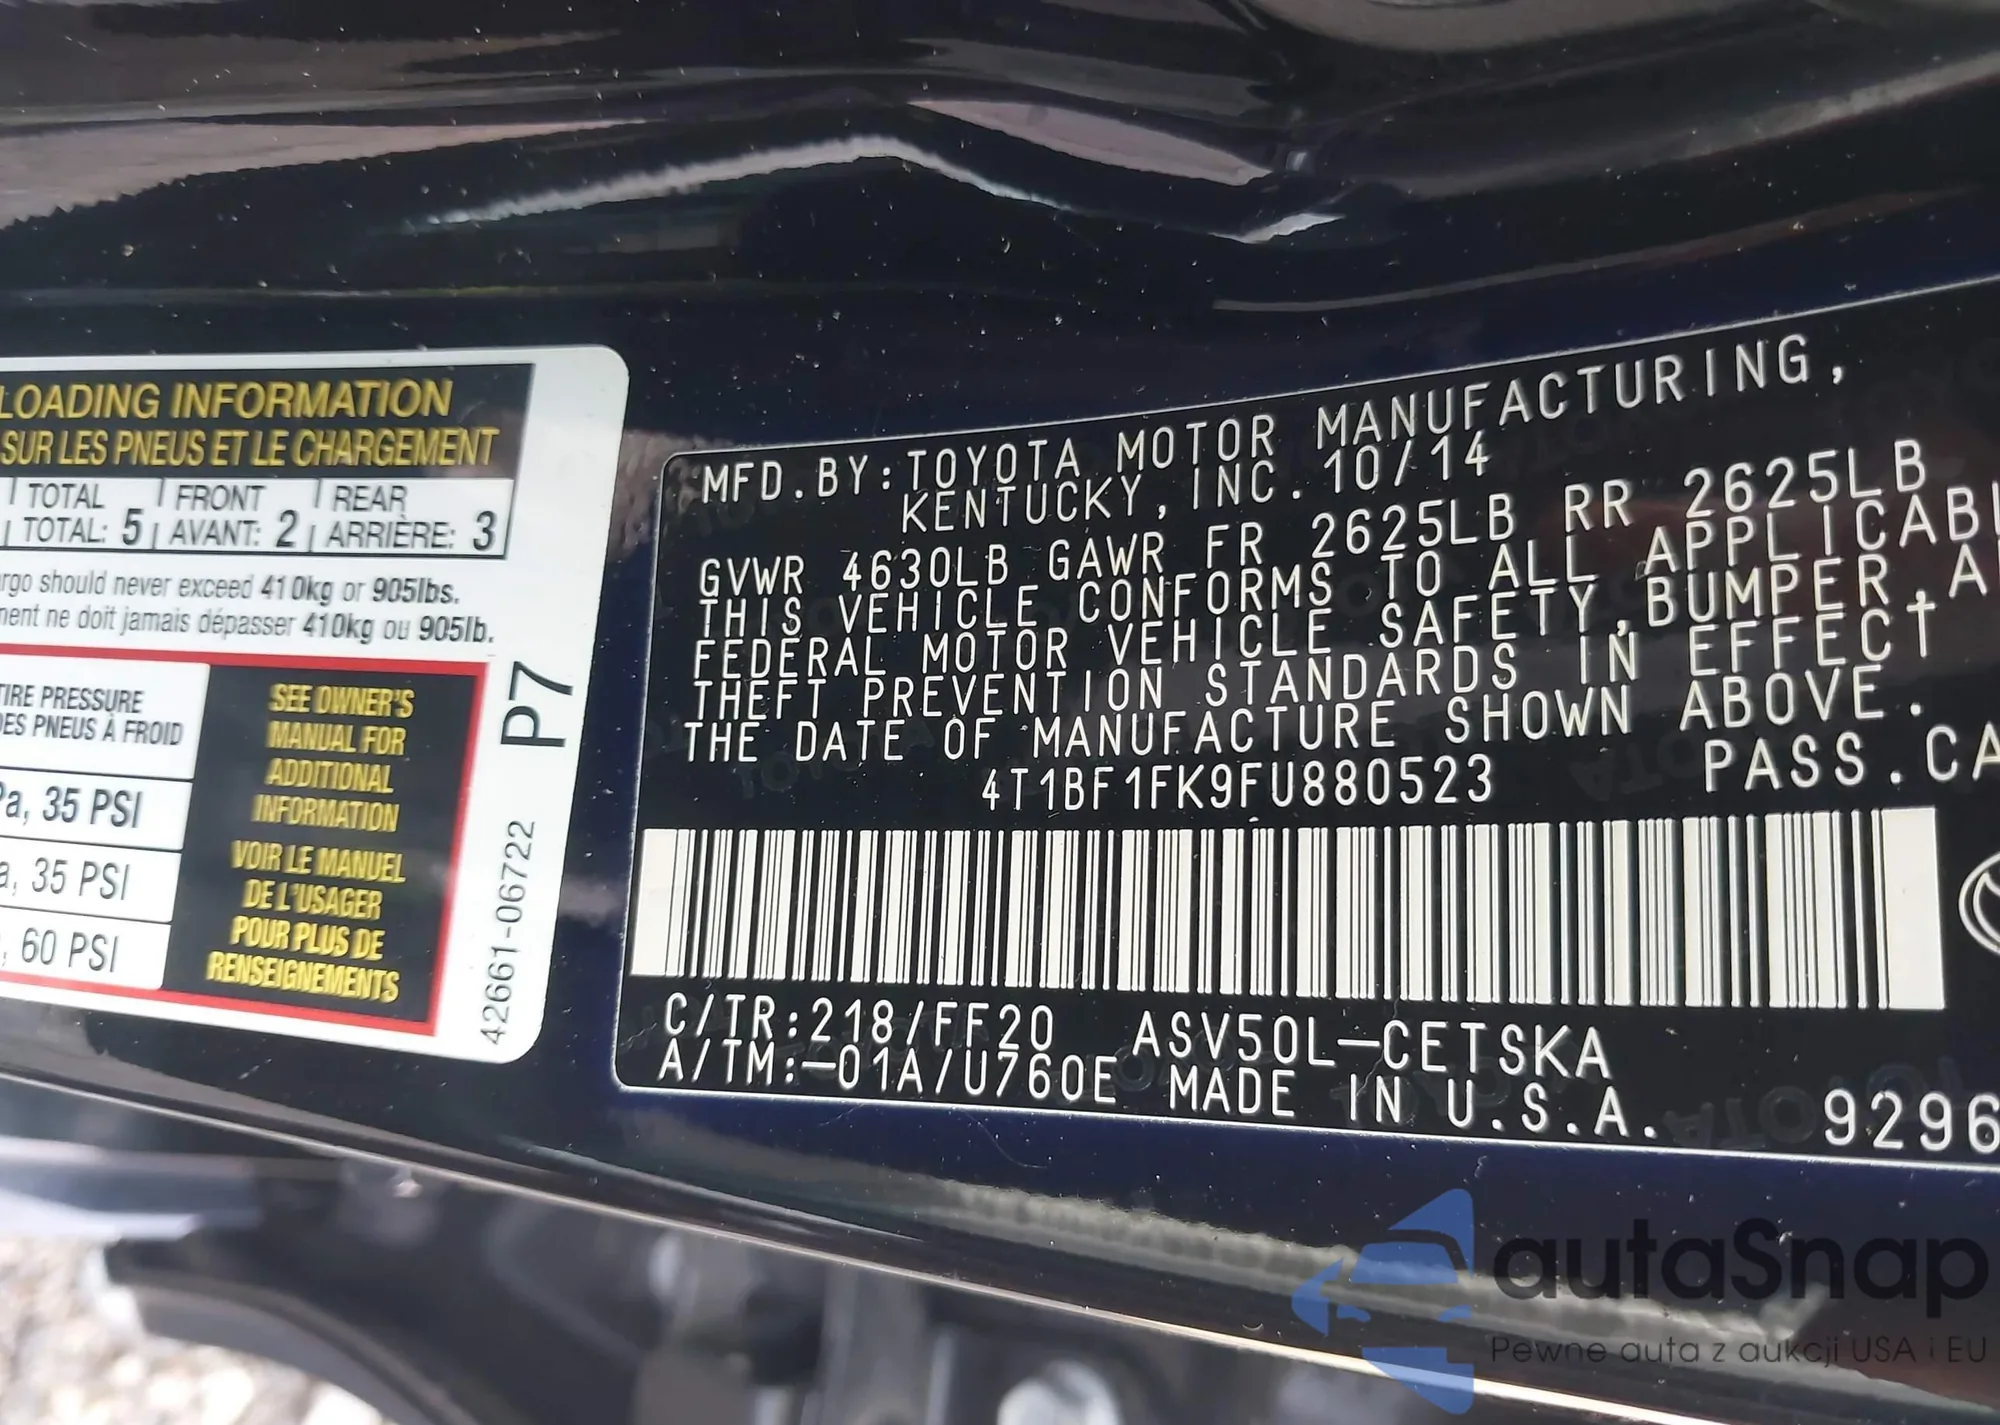 LOADING INFORMATION
SUR LES PNEUS ET LE CHARGEMENT
TOTAL | FRONT | REAR
TOTAL: 5 | AVANT: 2 | ARRIÈRE: 3
should never exceed 410kg or 905lbs.
ne doit jamais dépasser 410kg ou 905lb.
PRESSURE
PNEUS À FROID
35 PSI
35 PSI
60 PSI
SEE OWNER'S
MANUAL FOR
ADDITIONAL
INFORMATION
VOIR LE MANUEL
DE L'USAGER
POUR PLUS DE
RENSEIGNEMENTS
P7
42661-06722
MFD.BY:TOYOTA MOTOR MANUFACTURING,
KENTUCKY,INC. 10/14
GVWR 4630LB GAWR FR 2625LB RR 2625LB
THIS VEHICLE CONFORMS TO ALL APPLICABL
FEDERAL MOTOR VEHICLE SAFETY,BUMPER,A
THEFT PREVENTION STANDARDS IN EFFECT
THE DATE OF MANUFACTURE SHOWN ABOVE.
4T1BF1FK9FU880523 PASS.CA
C/TR:218/FF20 ASV50L-CETSKA
A/TM:-01A/U760E MADE IN U.S.A. 9296
autaSnap
Pewne auta z aukcji USA i EU